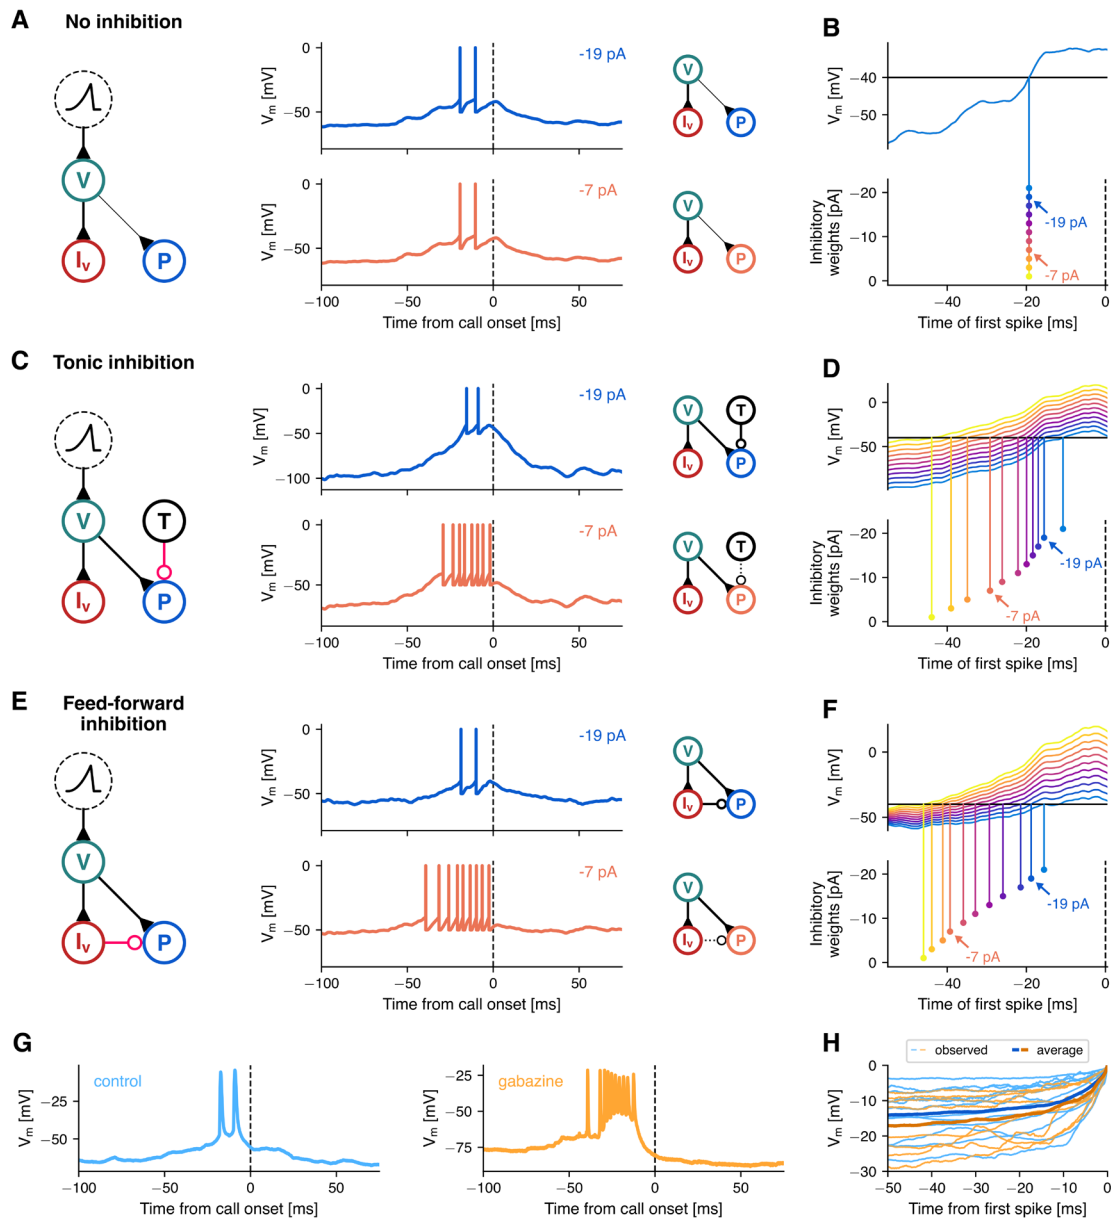 A
No inhibition
V
Iv
P
0
−50
Vm [mV]
-19 pA
V
Iv
P
0
−50
Vm [mV]
-7 pA
V
Iv
P
−100
−50
0
50
Time from call onset [ms]
B
−40
−50
Vm [mV]
−20
−10
0
Inhibitory
weights [pA]
-19 pA
-7 pA
−40
−20
0
Time of first spike [ms]
C
Tonic inhibition
V
T
Iv
P
0
−50
−100
Vm [mV]
-19 pA
V
T
Iv
P
0
−50
Vm [mV]
-7 pA
V
T
Iv
P
−100
−50
0
50
Time from call onset [ms]
D
0
−50
Vm [mV]
−20
−10
0
Inhibitory
weights [pA]
-19 pA
-7 pA
−40
−20
0
Time of first spike [ms]
E
Feed-forward
inhibition
V
Iv
P
0
−50
Vm [mV]
-19 pA
V
Iv
P
0
−50
Vm [mV]
-7 pA
V
Iv
P
−100
−50
0
50
Time from call onset [ms]
F
0
−50
Vm [mV]
−20
−10
0
Inhibitory
weights [pA]
-19 pA
-7 pA
−40
−20
0
Time of first spike [ms]
G
control
−25
−50
Vm [mV]
−100
−50
0
50
Time from call onset [ms]
gabazine
−25
−50
−75
Vm [mV]
−100
−50
0
50
Time from call onset [ms]
H
observed
average
0
−10
−20
−30
Vm [mV]
−50
−40
−30
−20
−10
0
Time from first spike [ms]